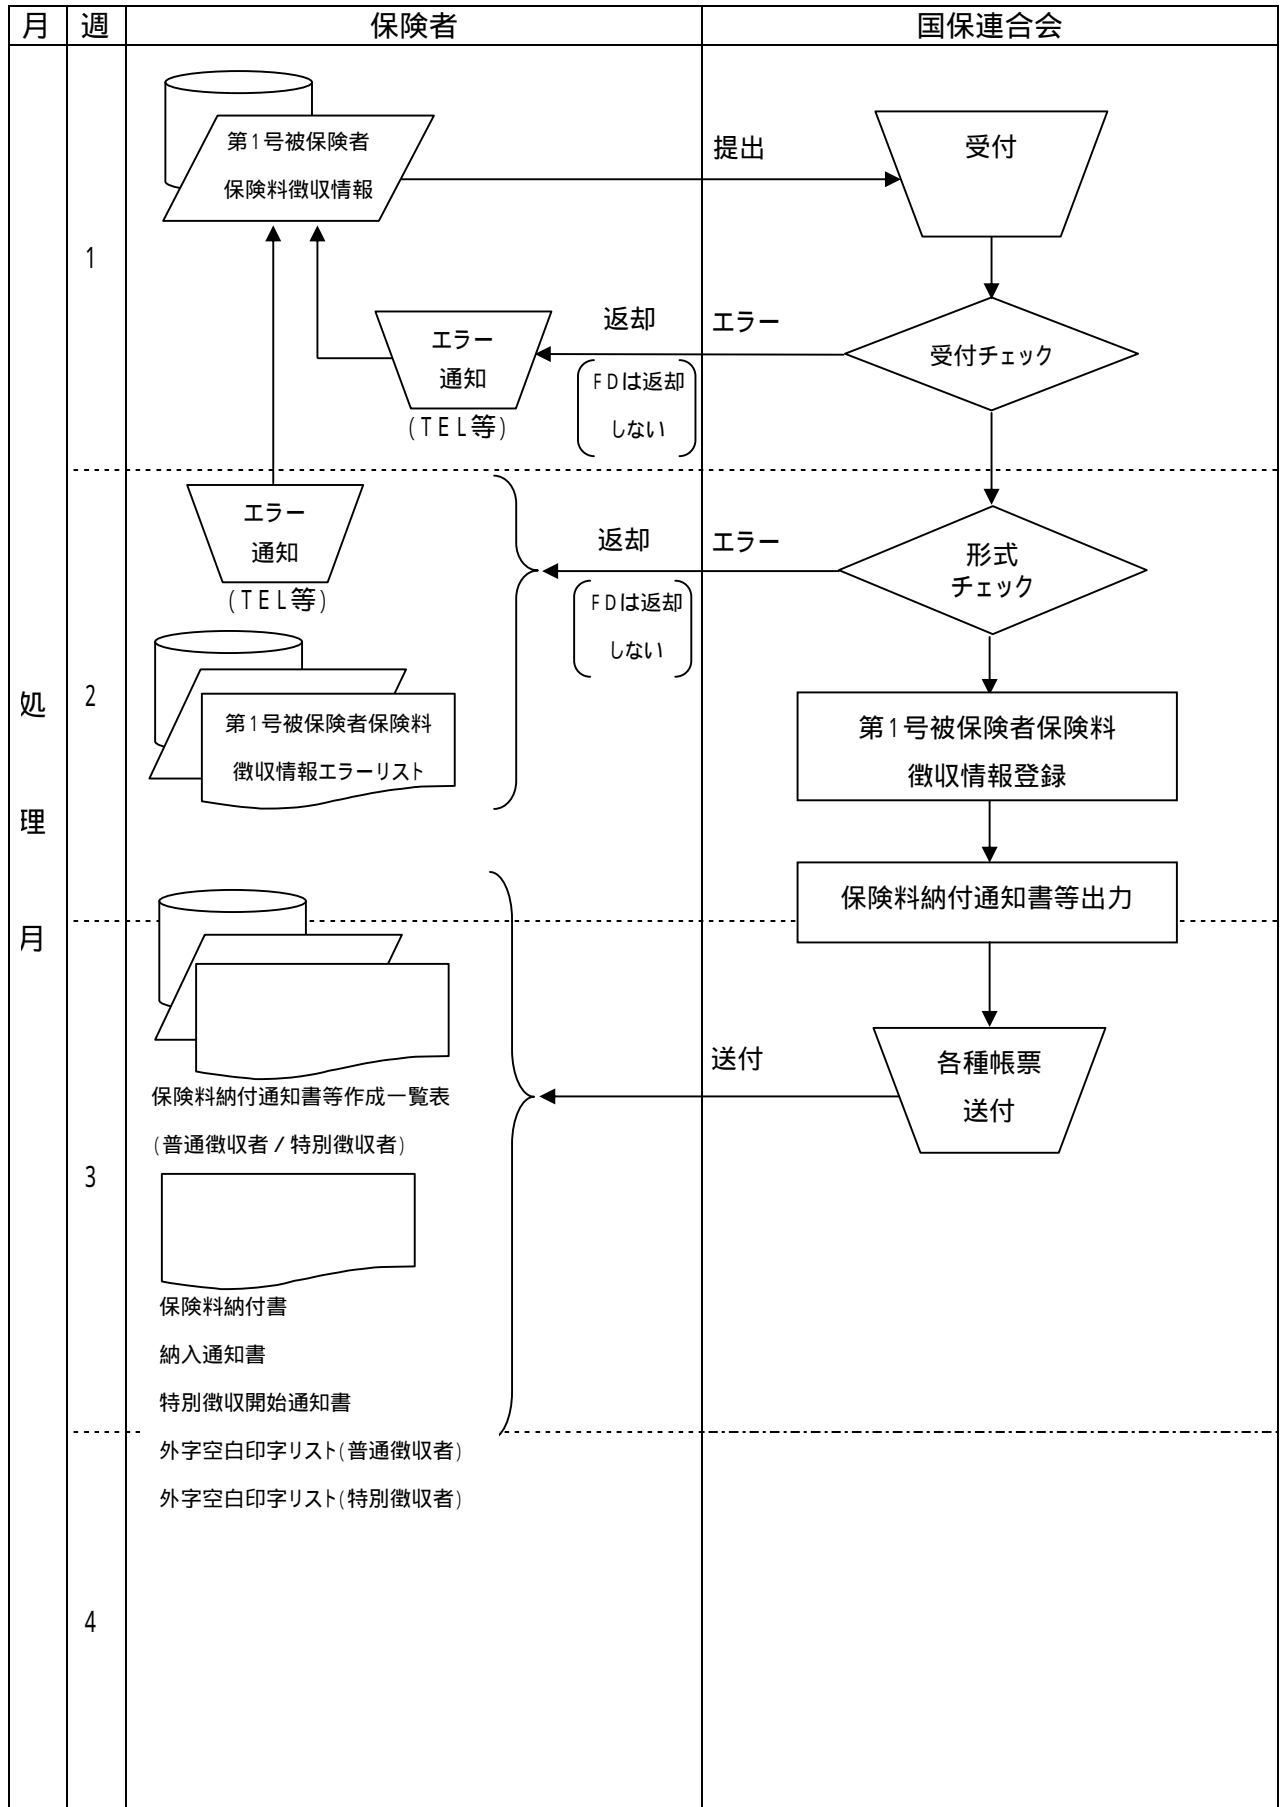 月 週 保険者 国保連合会
第1号被保険者
保険料徴収情報
提出
受付
1
エラー
通知
(TEL等)
返却
エラー
FDは返却
しない
受付チェック
エラー
通知
(TEL等)
返却
エラー
FDは返却
しない
形式
チェック
処
理
月
2
第1号被保険者保険料
徴収情報エラーリスト
第1号被保険者保険料
徴収情報登録
保険料納付通知書等出力
送付
各種帳票
送付
保険料納付通知書等作成一覧表
(普通徴収者/特別徴収者)
3
保険料納付書
納入通知書
特別徴収開始通知書
外字空白印字リスト(普通徴収者)
外字空白印字リスト(特別徴収者)
4